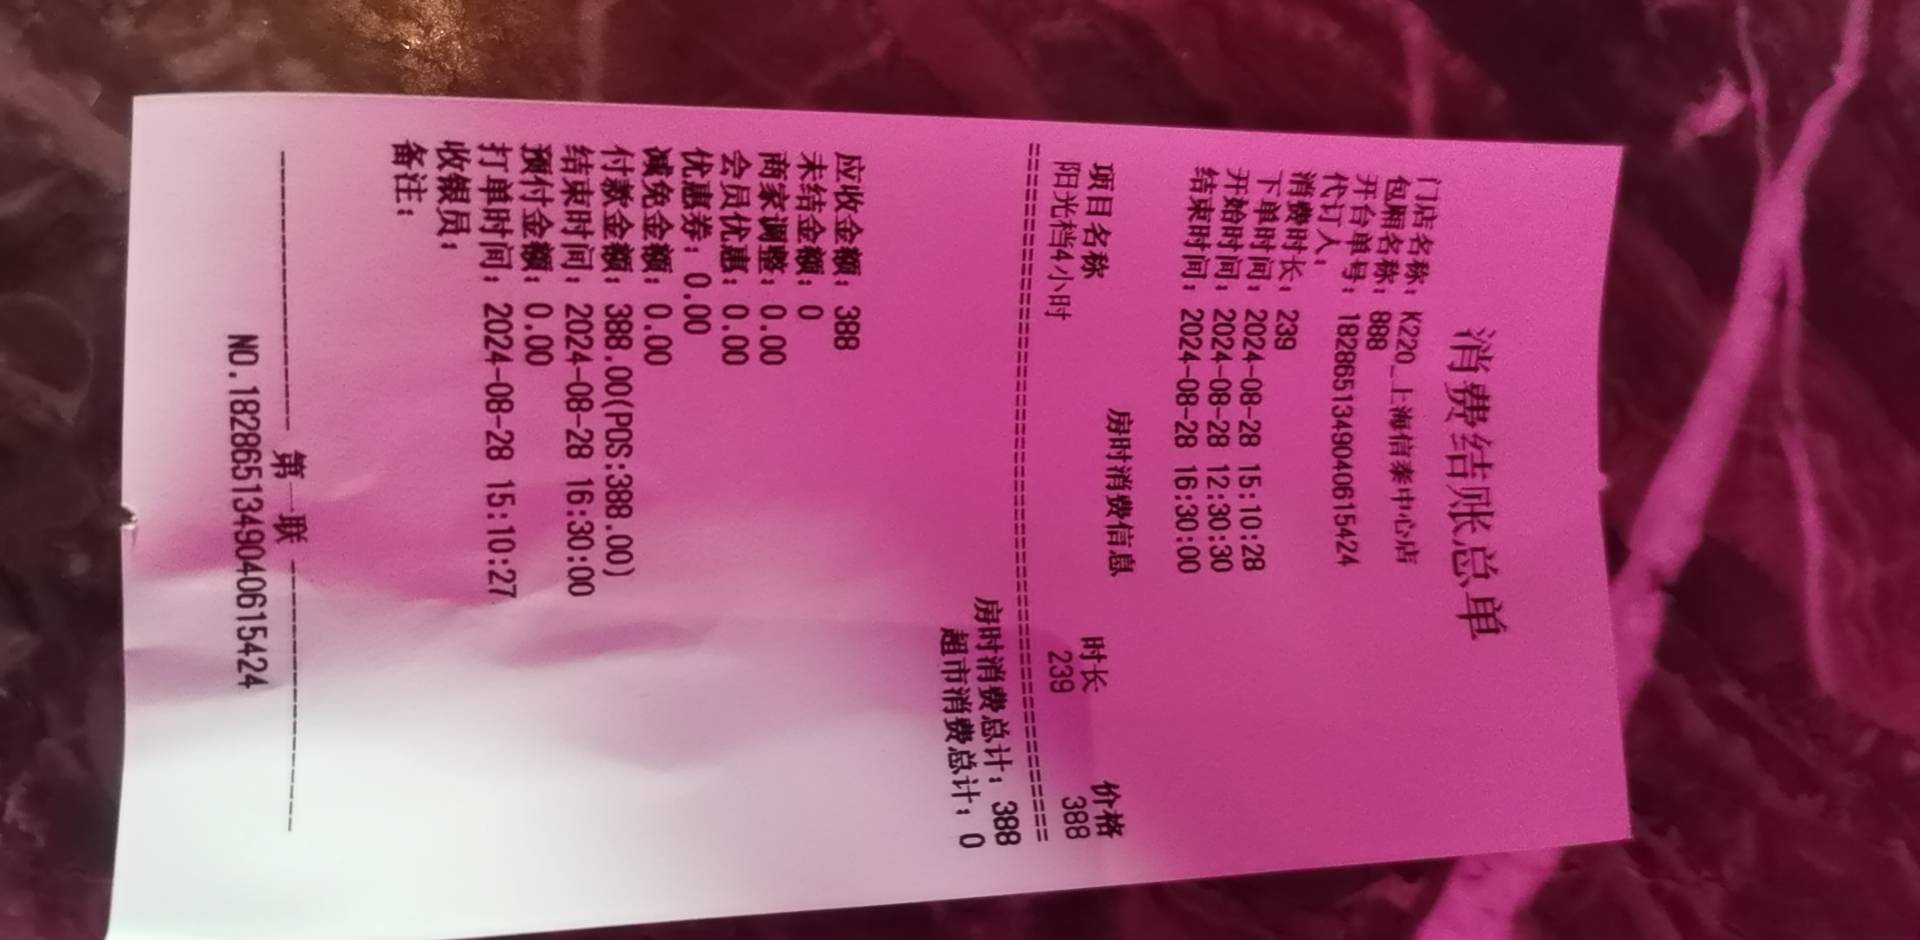 消费结账总单
门店名称: K220_上海信泰中心店
包厢名称: 888
开台单号: 1828651349040615424
代订人:
消费时长: 239
下单时间: 2024-08-28 15:10:28
开始时间: 2024-08-28 12:30:30
结束时间: 2024-08-28 16:30:00
房时消费信息
项目名称 时长 价格
阳光档4小时 239 388
========================================
房时消费总计: 388
超市消费总计: 0
应收金额: 388
未结金额: 0
商家调整: 0.00
会员优惠: 0.00
优惠券: 0.00
减免金额: 0.00
付款金额: 388.00(POS:388.00)
结束时间: 2024-08-28 16:30:00
预付金额: 0.00
打单时间: 2024-08-28 15:10:27
收银员:
备注:
---------------- 第一联 ----------------
NO.1828651349040615424